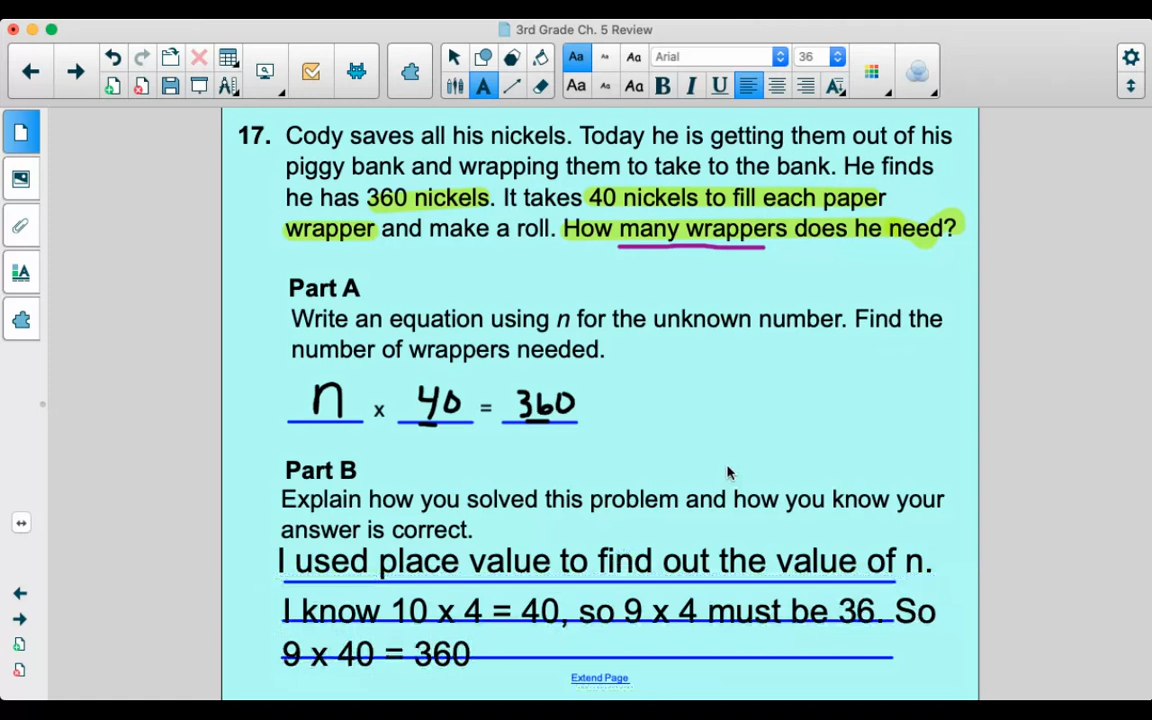 3rd Grade Ch. 5 Review
Aa Aa Aa Arial 36
A Aa Aa Aa B I U
17. Cody saves all his nickels. Today he is getting them out of his
piggy bank and wrapping them to take to the bank. He finds
he has 360 nickels. It takes 40 nickels to fill each paper
wrapper and make a roll. How many wrappers does he need?
Part A
Write an equation using n for the unknown number. Find the
number of wrappers needed.
n x 40 = 360
Part B
Explain how you solved this problem and how you know your
answer is correct.
I used place value to find out the value of n.
I know 10 x 4 = 40, so 9 x 4 must be 36. So
9 x 40 = 360
Extend Page